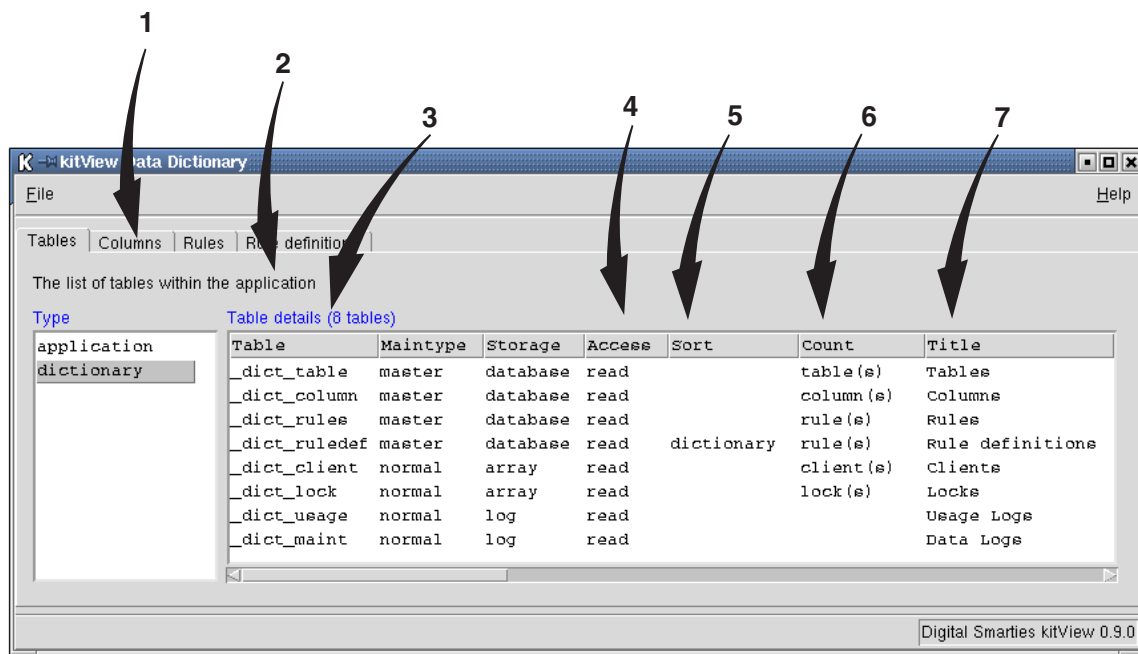 1
2
3
4
5
6
7
kitView Data Dictionary
File Help
Tables Columns Rules Rule definitions
The list of tables within the application
Type
application
dictionary
Table details (8 tables)
Table Maintype Storage Access Sort Count Title
_dict_table master database read table(s) Tables
_dict_column master database read column(s) Columns
_dict_rules master database read rule(s) Rules
_dict_ruledef master database read dictionary rule(s) Rule definitions
_dict_client normal array read client(s) Clients
_dict_lock normal array read lock(s) Locks
_dict_usage normal log read Usage Logs
_dict_maint normal log read Data Logs
Digital Smarties kitView 0.9.0